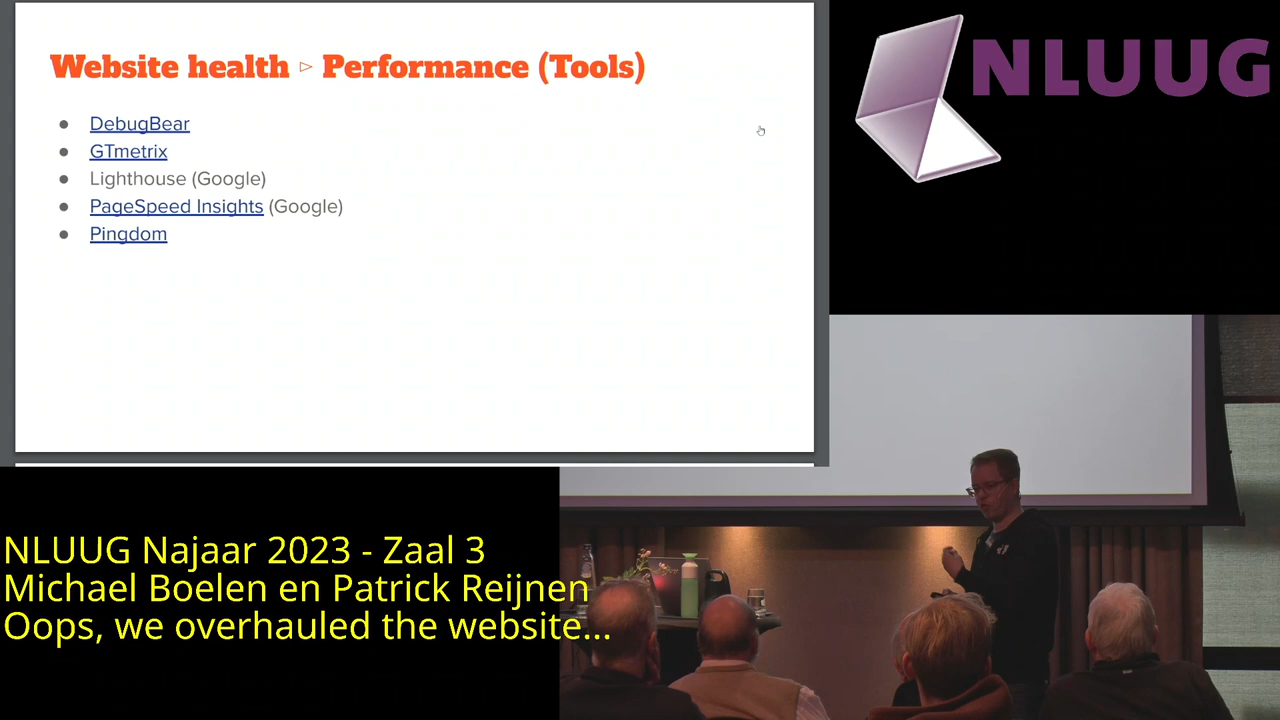 Website health ▹ Performance (Tools)
● DebugBear
● GTmetrix
● Lighthouse (Google)
● PageSpeed Insights (Google)
● Pingdom
NLUUG
NLUUG Najaar 2023 - Zaal 3
Michael Boelen en Patrick Reijnen
Oops, we overhauled the website...